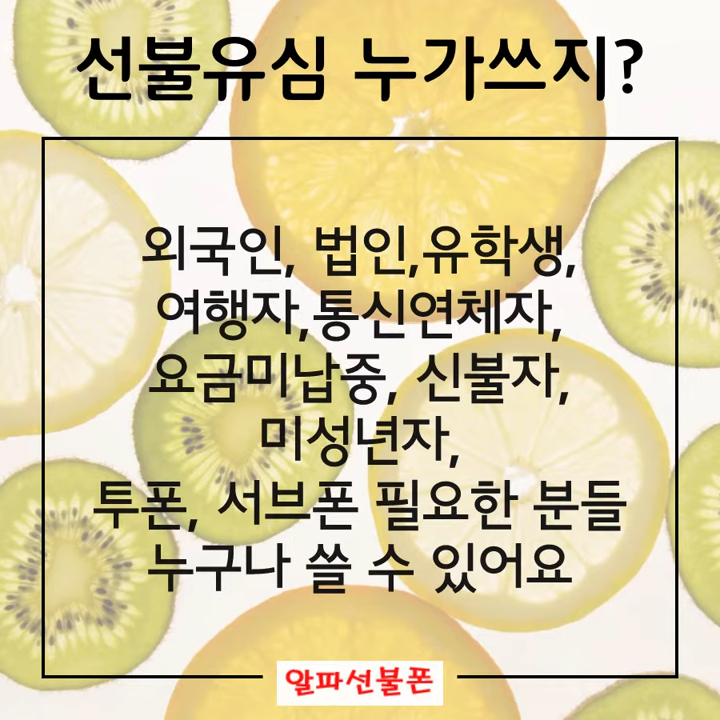 선불유심 누가쓰지?
외국인, 법인,유학생,
여행자,통신연체자,
요금미납중, 신불자,
미성년자,
투폰, 서브폰 필요한 분들
누구나 쓸 수 있어요
알파선불폰